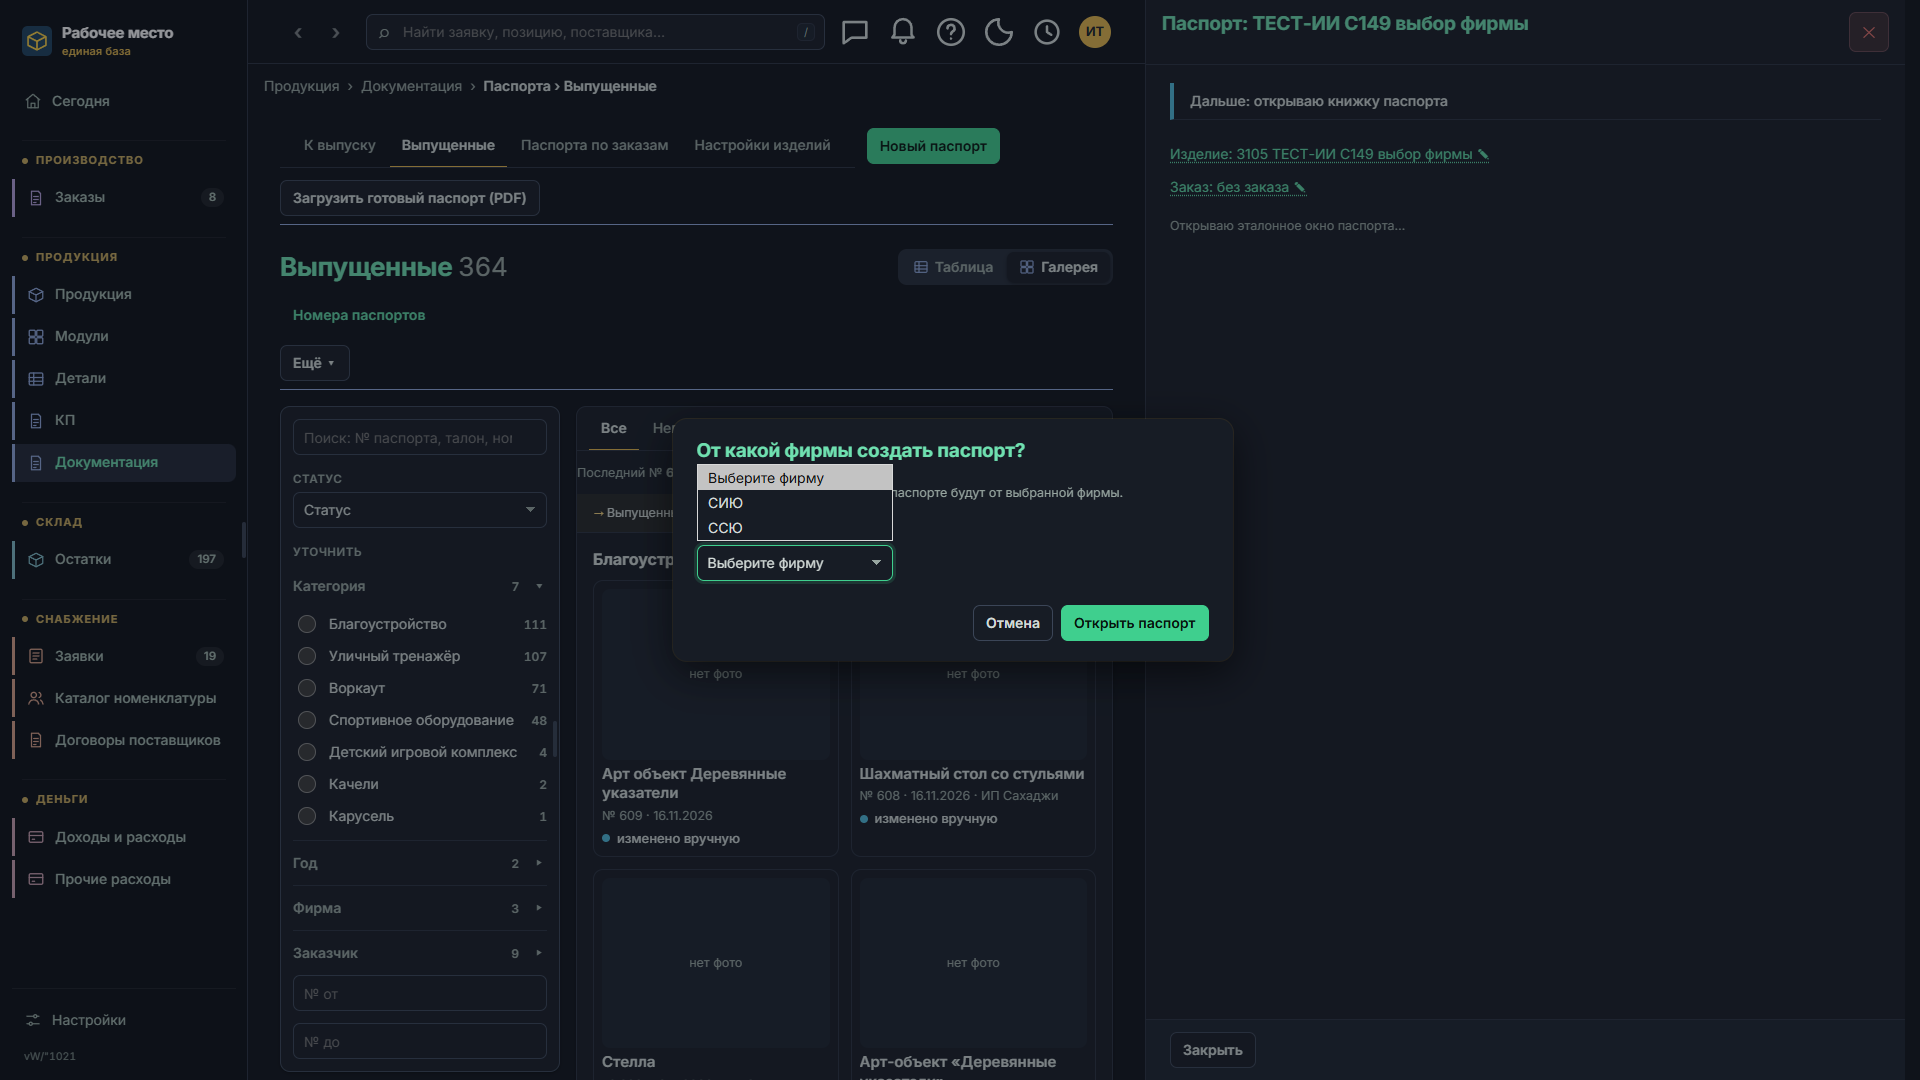 Рабочее место
единая база
Сегодня
ПРОИЗВОДСТВО
Заказы 8
ПРОДУКЦИЯ
Продукция
Модули
Детали
КП
Документация
СКЛАД
Остатки 197
СНАБЖЕНИЕ
Заявки 19
Каталог номенклатуры
Договоры поставщиков
ДЕНЬГИ
Доходы и расходы
Прочие расходы
Настройки
vW/"1021
Найти заявку, позицию, поставщика... /
ИТ
Продукция › Документация › Паспорта › Выпущенные
К выпуску Выпущенные Паспорта по заказам Настройки изделий Новый паспорт
Загрузить готовый паспорт (PDF)
Выпущенные 364
Таблица Галерея
Номера паспортов
Ещё ▾
Поиск: № паспорта, талон, ног
СТАТУС
Статус
УТОЧНИТЬ
Категория 7
Благоустройство 111
Уличный тренажёр 107
Воркаут 71
Спортивное оборудование 48
Детский игровой комплекс 4
Качели 2
Карусель 1
Год 2
Фирма 3
Заказчик 9
№ от
№ до
Все
Последний № 6
→ Выпущен
Благоустр
нет фото
Арт объект Деревянные указатели
№ 609 · 16.11.2026
изменено вручную
нет фото
Шахматный стол со стульями
№ 608 · 16.11.2026 · ИП Сахаджи
изменено вручную
нет фото
Стелла
нет фото
Арт-объект «Деревянные
От какой фирмы создать паспорт?
паспорте будут от выбранной фирмы.
Выберите фирму
СИЮ
ССЮ
Выберите фирму
Отмена Открыть паспорт
Паспорт: ТЕСТ-ИИ С149 выбор фирмы
Дальше: открываю книжку паспорта
Изделие: 3105 ТЕСТ-ИИ С149 выбор фирмы ✎
Заказ: без заказа ✎
Открываю эталонное окно паспорта...
Закрыть